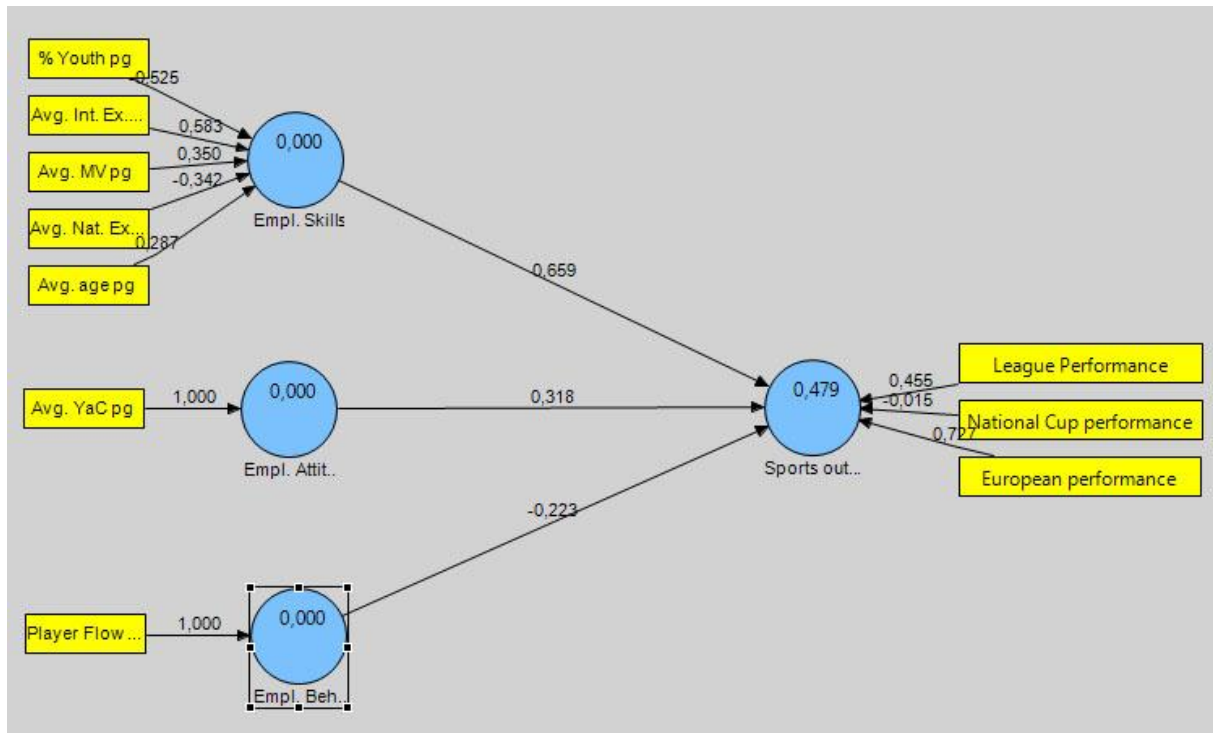 % Youth pg
-0,525
Avg. Int. Ex....
0,583
0,000
Avg. MV pg
0,350
-0,342
Avg. Nat. Ex...
Empl. Skills
0,287
Avg. age pg
0,659
League Performance
Avg. YaC pg
1,000
0,000
0,318
0,479
0,455
-0,015
National Cup performance
0,727
Empl. Attit..
Sports out...
European performance
-0,223
Player Flow ...
1,000
0,000
Empl. Beh..